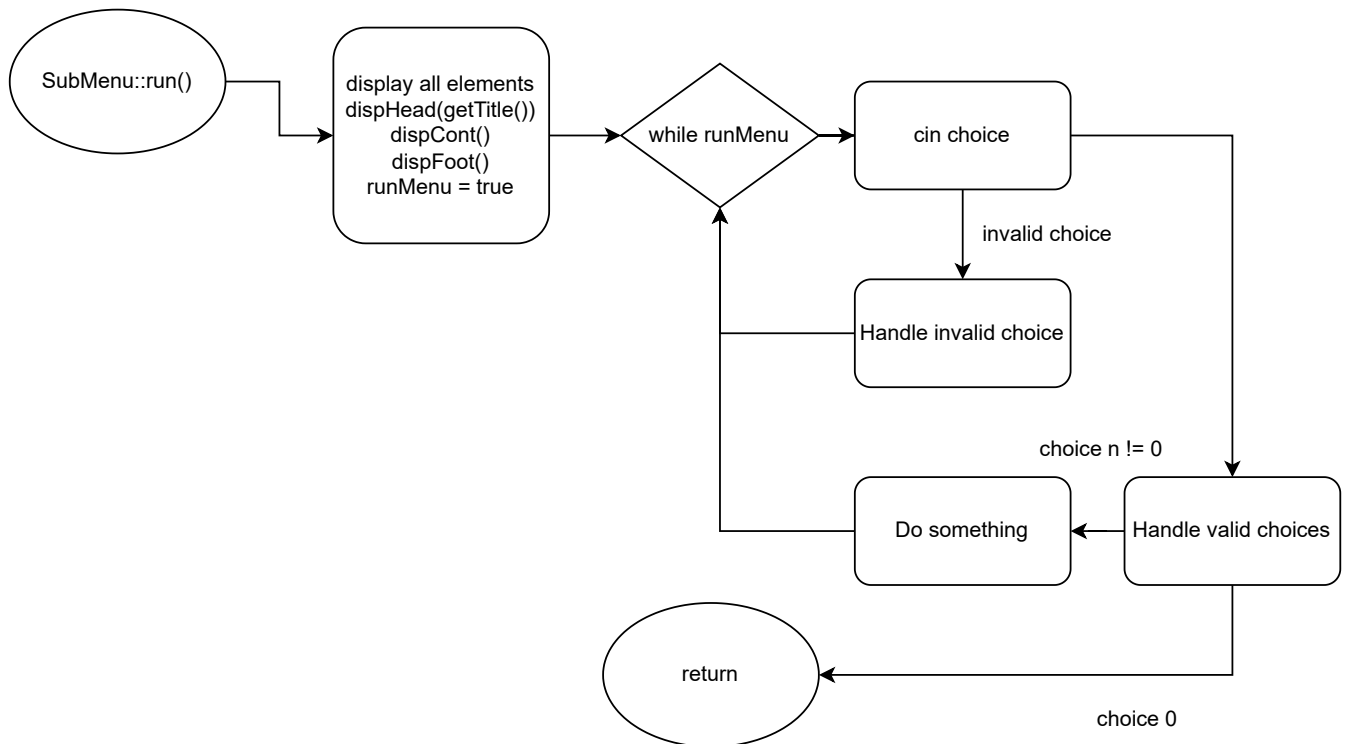 SubMenu::run()
display all elements
dispHead(getTitle())
dispCont()
dispFoot()
runMenu = true
while runMenu
cin choice
invalid choice
Handle invalid choice
choice n != 0
Do something
Handle valid choices
return
choice 0